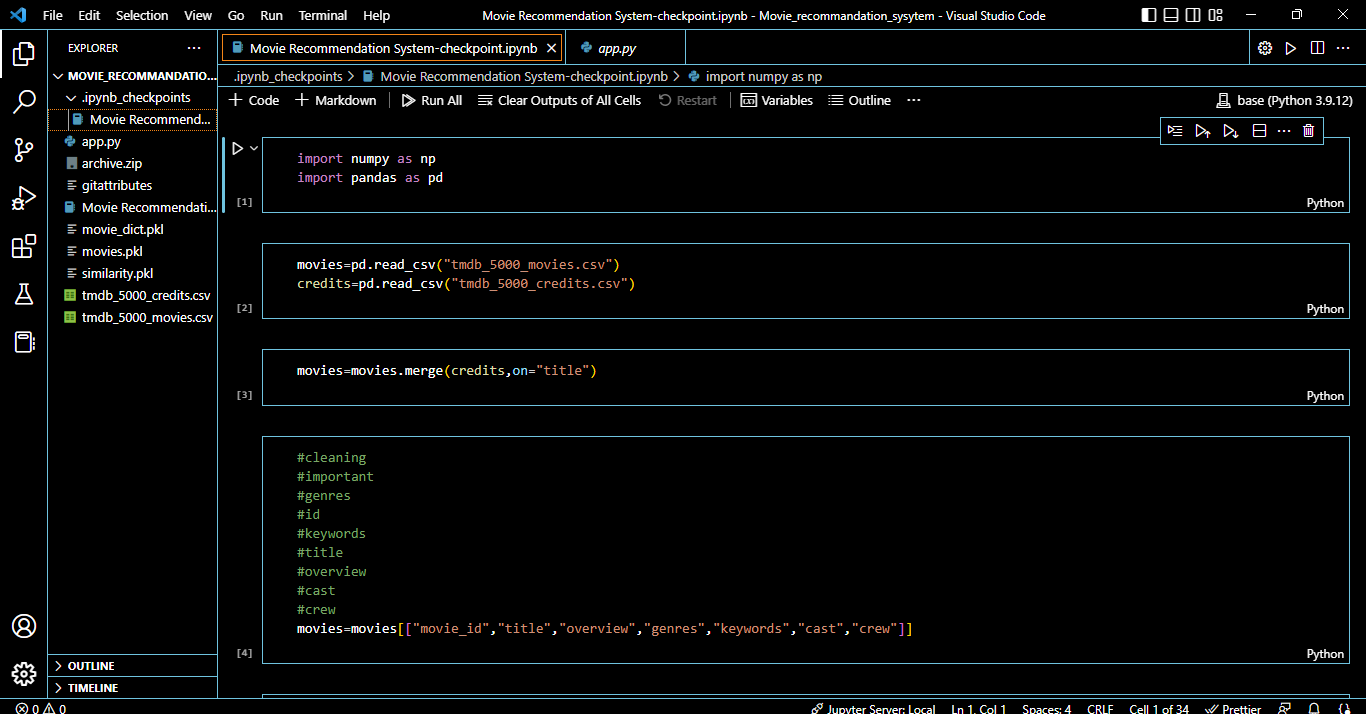 File Edit Selection View Go Run Terminal Help Movie Recommendation System-checkpoint.ipynb - Movie_recommandation_sysytem - Visual Studio Code
EXPLORER
MOVIE_RECOMMANDATIO...
.ipynb_checkpoints
Movie Recommend...
app.py
archive.zip
gitattributes
Movie Recommendati...
movie_dict.pkl
movies.pkl
similarity.pkl
tmdb_5000_credits.csv
tmdb_5000_movies.csv
OUTLINE
TIMELINE
Movie Recommendation System-checkpoint.ipynb app.py
.ipynb_checkpoints > Movie Recommendation System-checkpoint.ipynb > import numpy as np
+ Code + Markdown Run All Clear Outputs of All Cells Restart Variables Outline ... base (Python 3.9.12)
import numpy as np
import pandas as pd
[1] Python
movies=pd.read_csv("tmdb_5000_movies.csv")
credits=pd.read_csv("tmdb_5000_credits.csv")
[2] Python
movies=movies.merge(credits,on="title")
[3] Python
#cleaning
#important
#genres
#id
#keywords
#title
#overview
#cast
#crew
movies=movies[["movie_id","title","overview","genres","keywords","cast","crew"]]
[4] Python
0 0 Jupyter Server: Local Ln 1, Col 1 Spaces: 4 CRLF Cell 1 of 34 Prettier